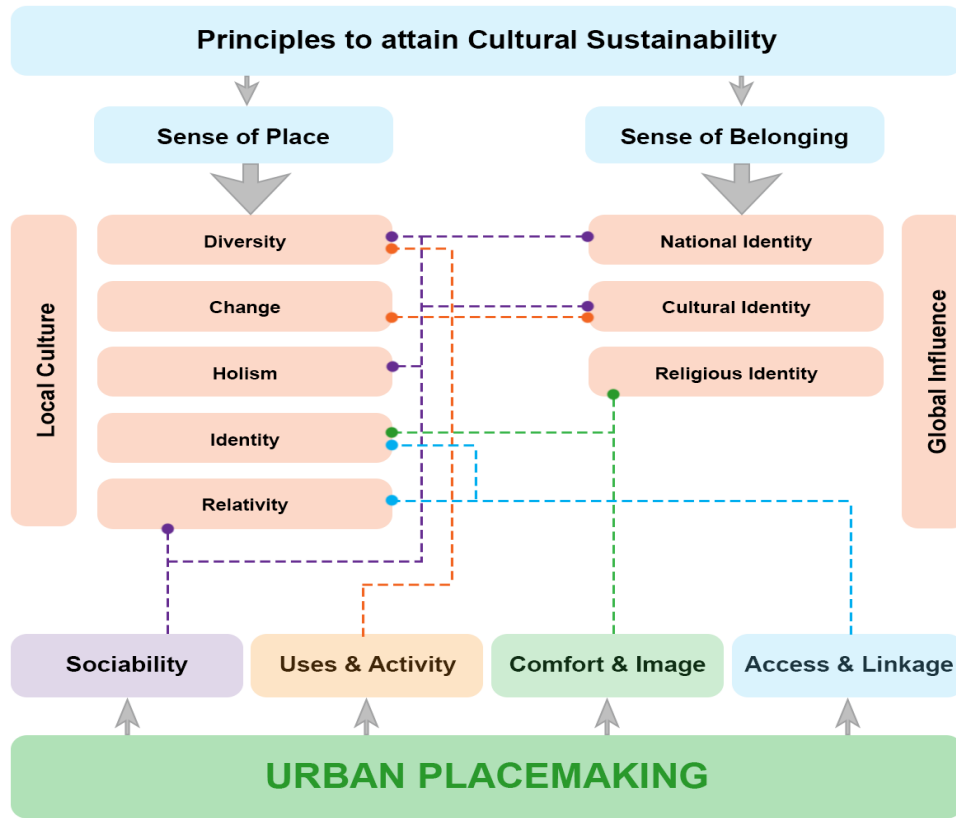 Principles to attain Cultural Sustainability
Sense of Place
Sense of Belonging
Local Culture
Diversity
Change
Holism
Identity
Relativity
National Identity
Cultural Identity
Religious Identity
Global Influence
Sociability
Uses & Activity
Comfort & Image
Access & Linkage
URBAN PLACEMAKING